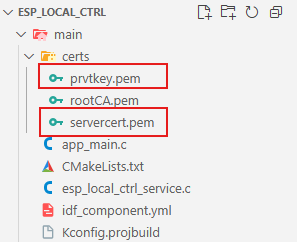 ESP_LOCAL_CTRL
main
certs
prvtkey.pem
rootCA.pem
servercert.pem
app_main.c
CMakeLists.txt
esp_local_ctrl_service.c
idf_component.yml
Kconfig.projbuild